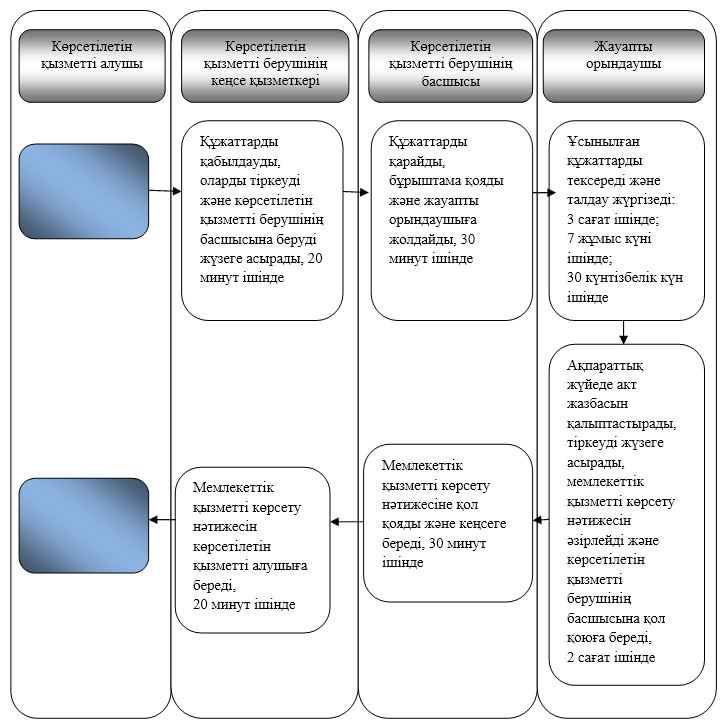 Көрсетілетін
қызметті алушы
Көрсетілетін
қызметті берушінің
кеңсе қызметкері
Көрсетілетін
қызметті берушінің
басшысы
Жауапты
орындаушы
Құжаттарды
қабылдауды,
оларды тіркеуді
және көрсетілетін
қызметті берушінің
басшысына беруді
жүзеге асырады, 20
минут ішінде
Құжаттарды
қарайды,
бұрыштама қояды
және жауапты
орындаушыға
жолдайды, 30
минут ішінде
Ұсынылған
құжаттарды
тексереді және
талдау жүргізеді:
3 сағат ішінде;
7 жұмыс күні
ішінде;
30 күнтізбелік күн
ішінде
Ақпараттық
жүйеде акт
жазбасын
қалыптастырады,
тіркеуді жүзеге
асырады,
мемлекеттік
қызметті көрсету
нәтижесін
әзірлейді және
көрсетілетін
қызметті
берушінің
басшысына қол
қоюға береді,
2 сағат ішінде
Мемлекеттік
қызметті көрсету
нәтижесіне қол
қояды және кеңсеге
береді, 30 минут
ішінде
Мемлекеттік
қызметті көрсету
нәтижесін
көрсетілетін
қызметті алушыға
береді,
20 минут ішінде